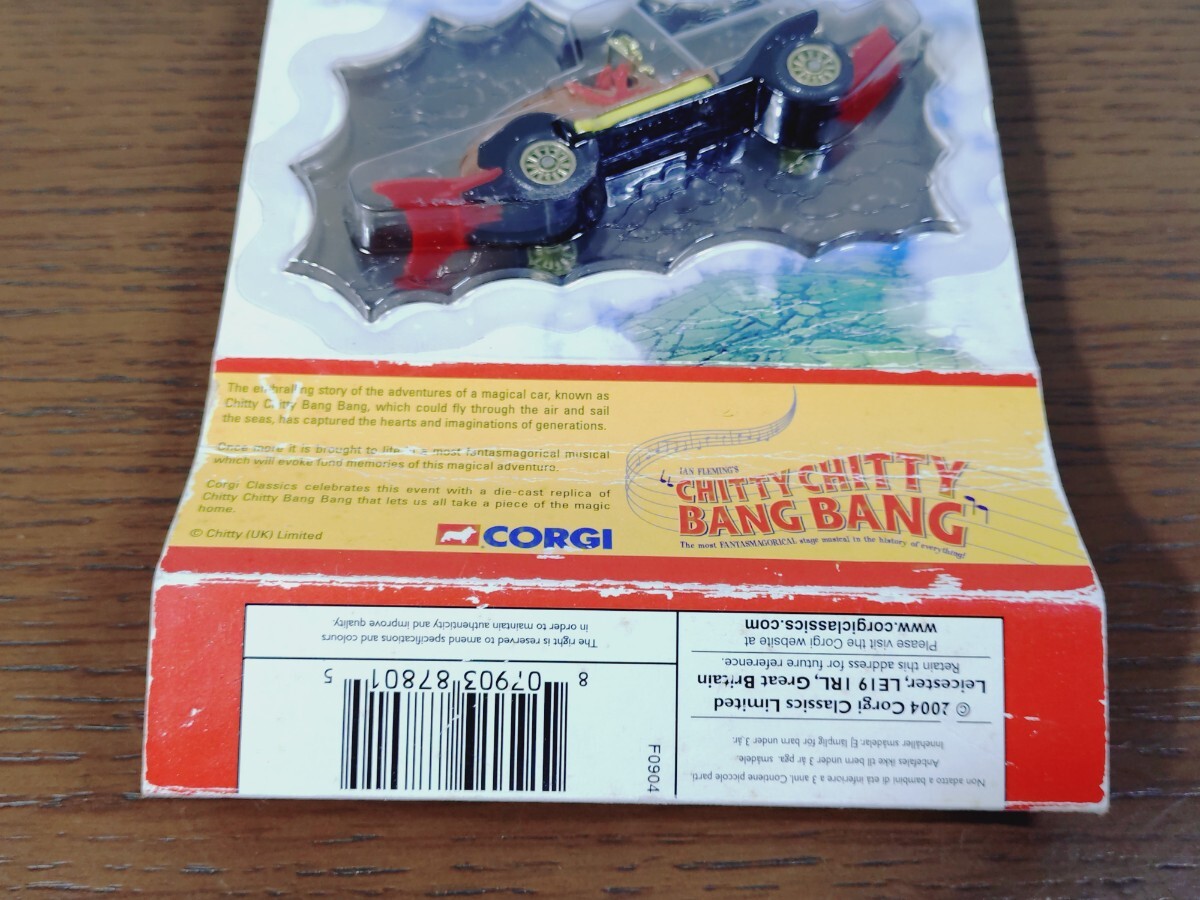 The enthralling story of the adventures of a magical car, known as
Chitty Chitty Bang Bang, which could fly through the air and sail
the seas, has captured the hearts and imaginations of generations.
Once more it is brought to life in a most fantasmagorical musical
which will evoke fond memories of this magical adventure.
Corgi Classics celebrates this event with a die-cast replica of
Chitty Chitty Bang Bang that lets us all take a piece of the magic
home.
© Chitty (UK) Limited
CORGI
IAN FLEMING'S
CHITTY CHITTY
BANG BANG
The most FANTASMAGORICAL stage musical in the history of everything!
The right is reserved to amend specifications and colours
in order to maintain authenticity and improve quality.
8 07903 87801 5
F0904
Non adatto a bambini di età inferiore a 3 anni. Contiene piccole parti.
Anbefales ikke til børn under 3 år pga. smådele.
Innehåller smådelar. Ej lämplig för barn under 3 år.
© 2004 Corgi Classics Limited
Leicester, LE19 1RL, Great Britain
Retain this address for future reference.
Please visit the Corgi website at
www.corgiclassics.com